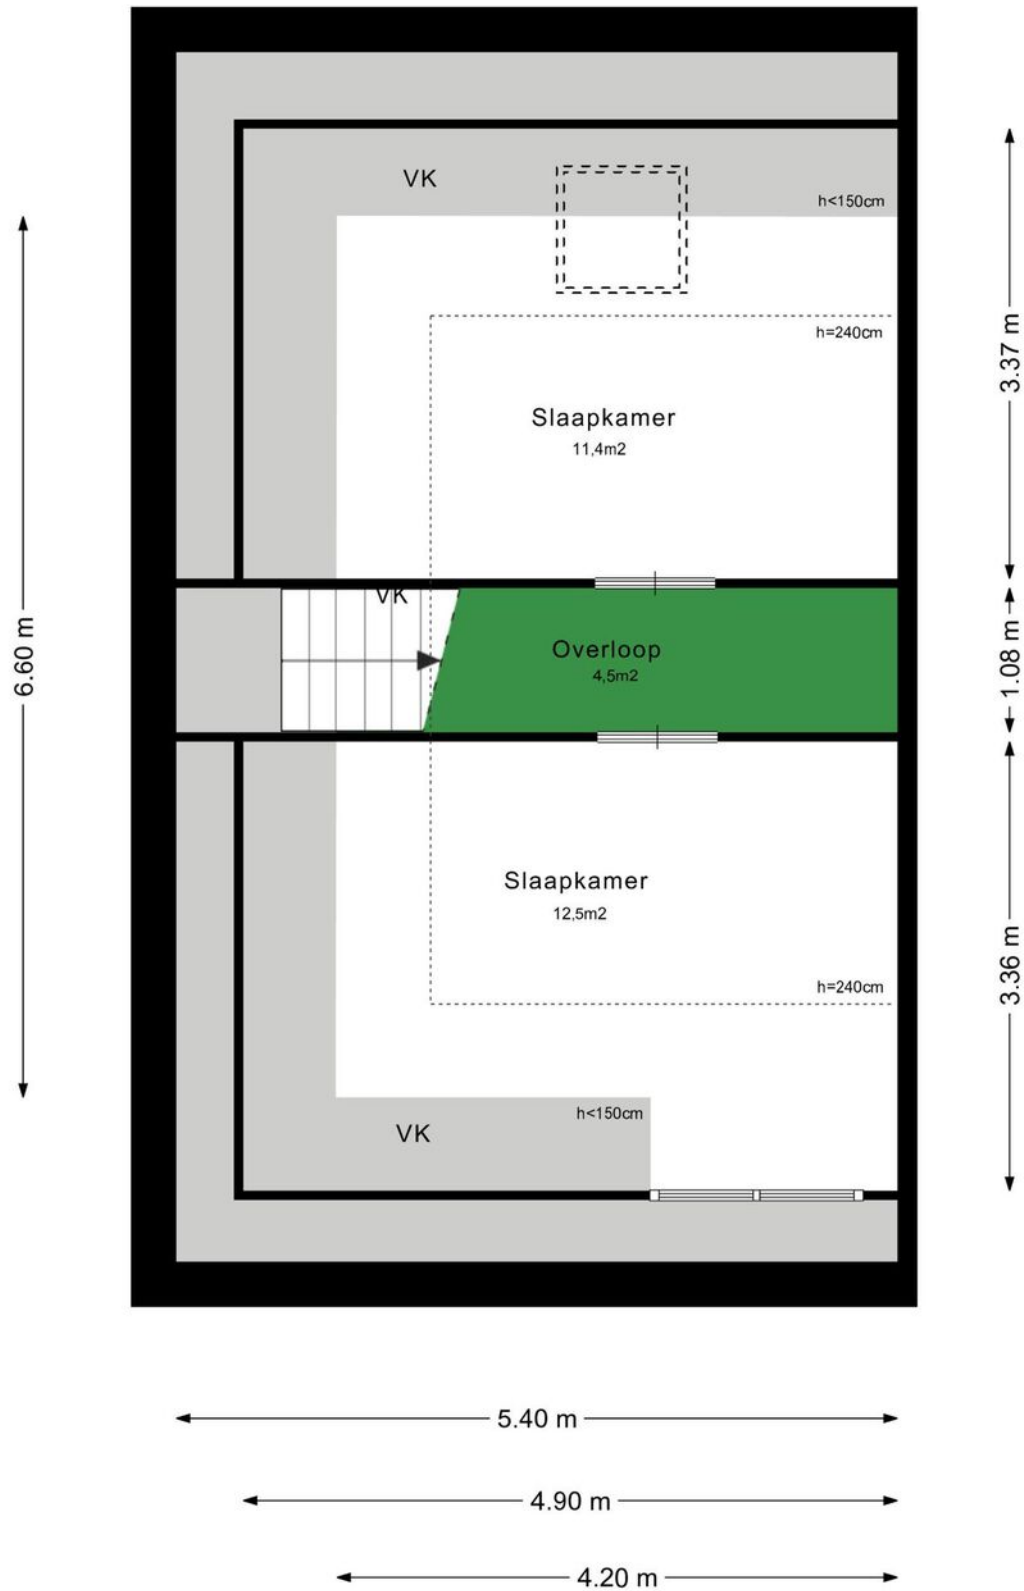 VK
h<150cm
h=240cm
3.37 m
Slaapkamer
11,4m2
VK
Overloop
4,5m2
1.08 m
6.60 m
Slaapkamer
12,5m2
3.36 m
h=240cm
h<150cm
VK
5.40 m
4.90 m
4.20 m